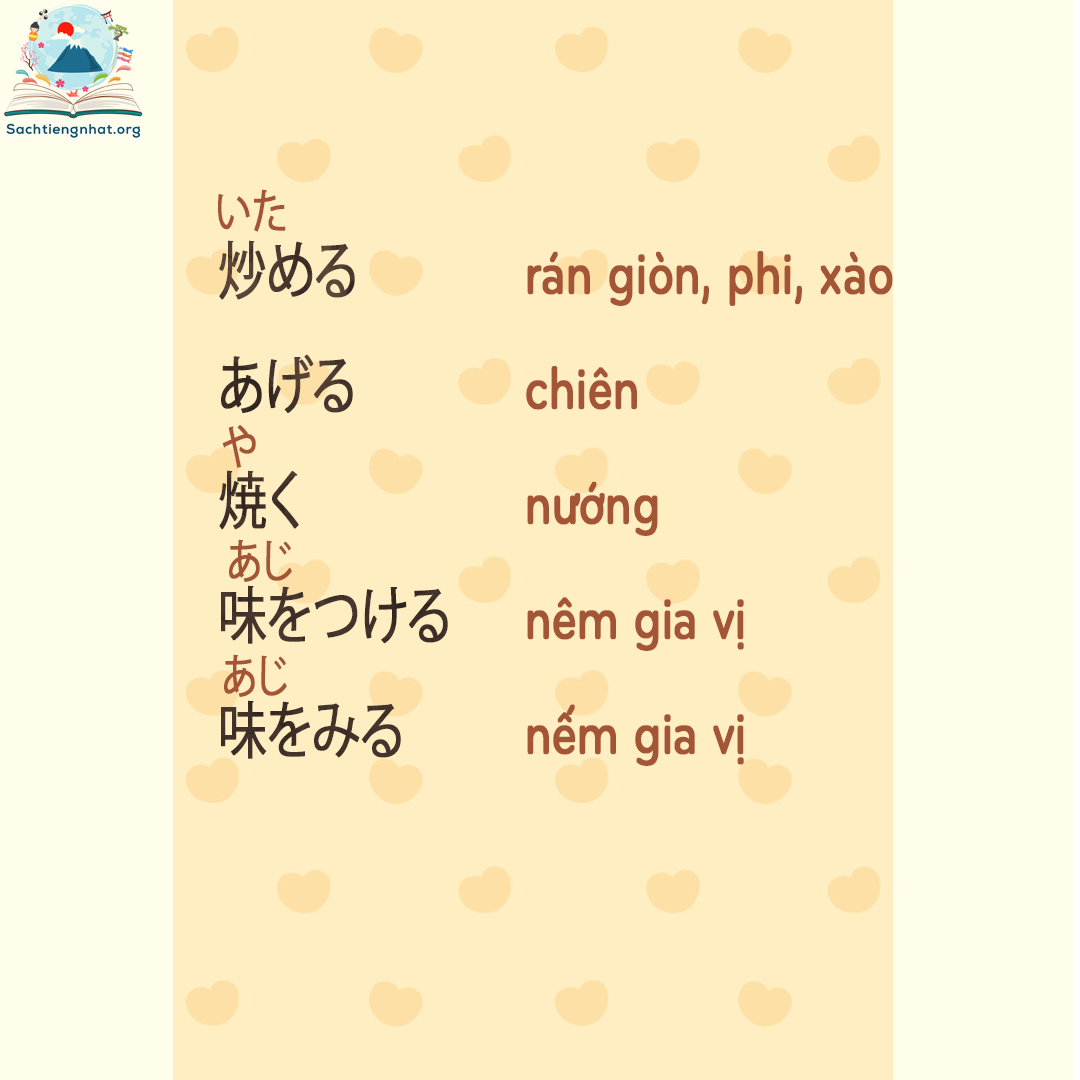 Sachtiengnhat.org
いた
炒める rán giòn, phi, xào
あげる chiên
や
焼く nướng
あじ
味をつける nêm gia vị
あじ
味をみる nếm gia vị